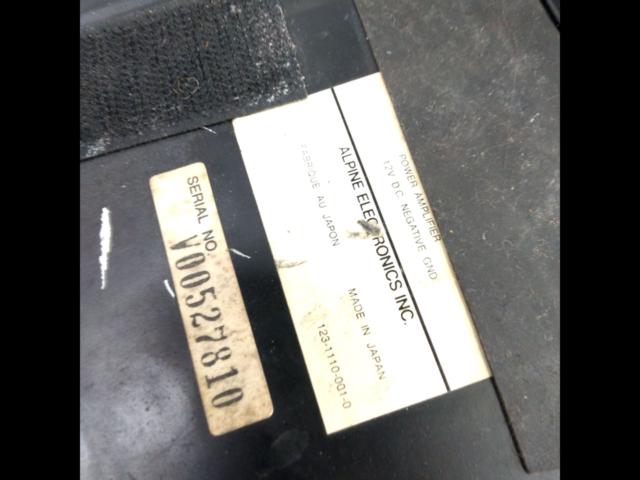 POWER AMPLIFIER
12V D.C. NEGATIVE GND
ALPINE ELECTRONICS INC.
FABRIQUE AU JAPON MADE IN JAPAN
123-1110-001-0
SERIAL NO.
V00527810